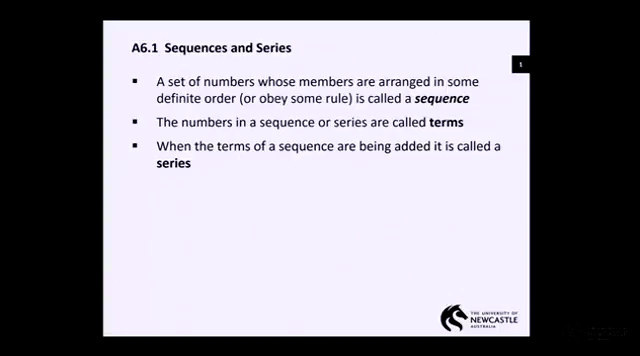 A6.1 Sequences and Series
1
▪ A set of numbers whose members are arranged in some
definite order (or obey some rule) is called a sequence
▪ The numbers in a sequence or series are called terms
▪ When the terms of a sequence are being added it is called a
series
THE UNIVERSITY OF
NEWCASTLE
AUSTRALIA